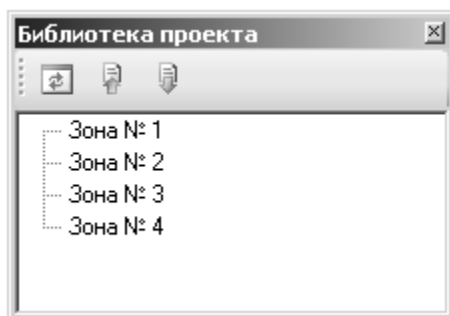 Библиотека проекта
Зона № 1
Зона № 2
Зона № 3
Зона № 4